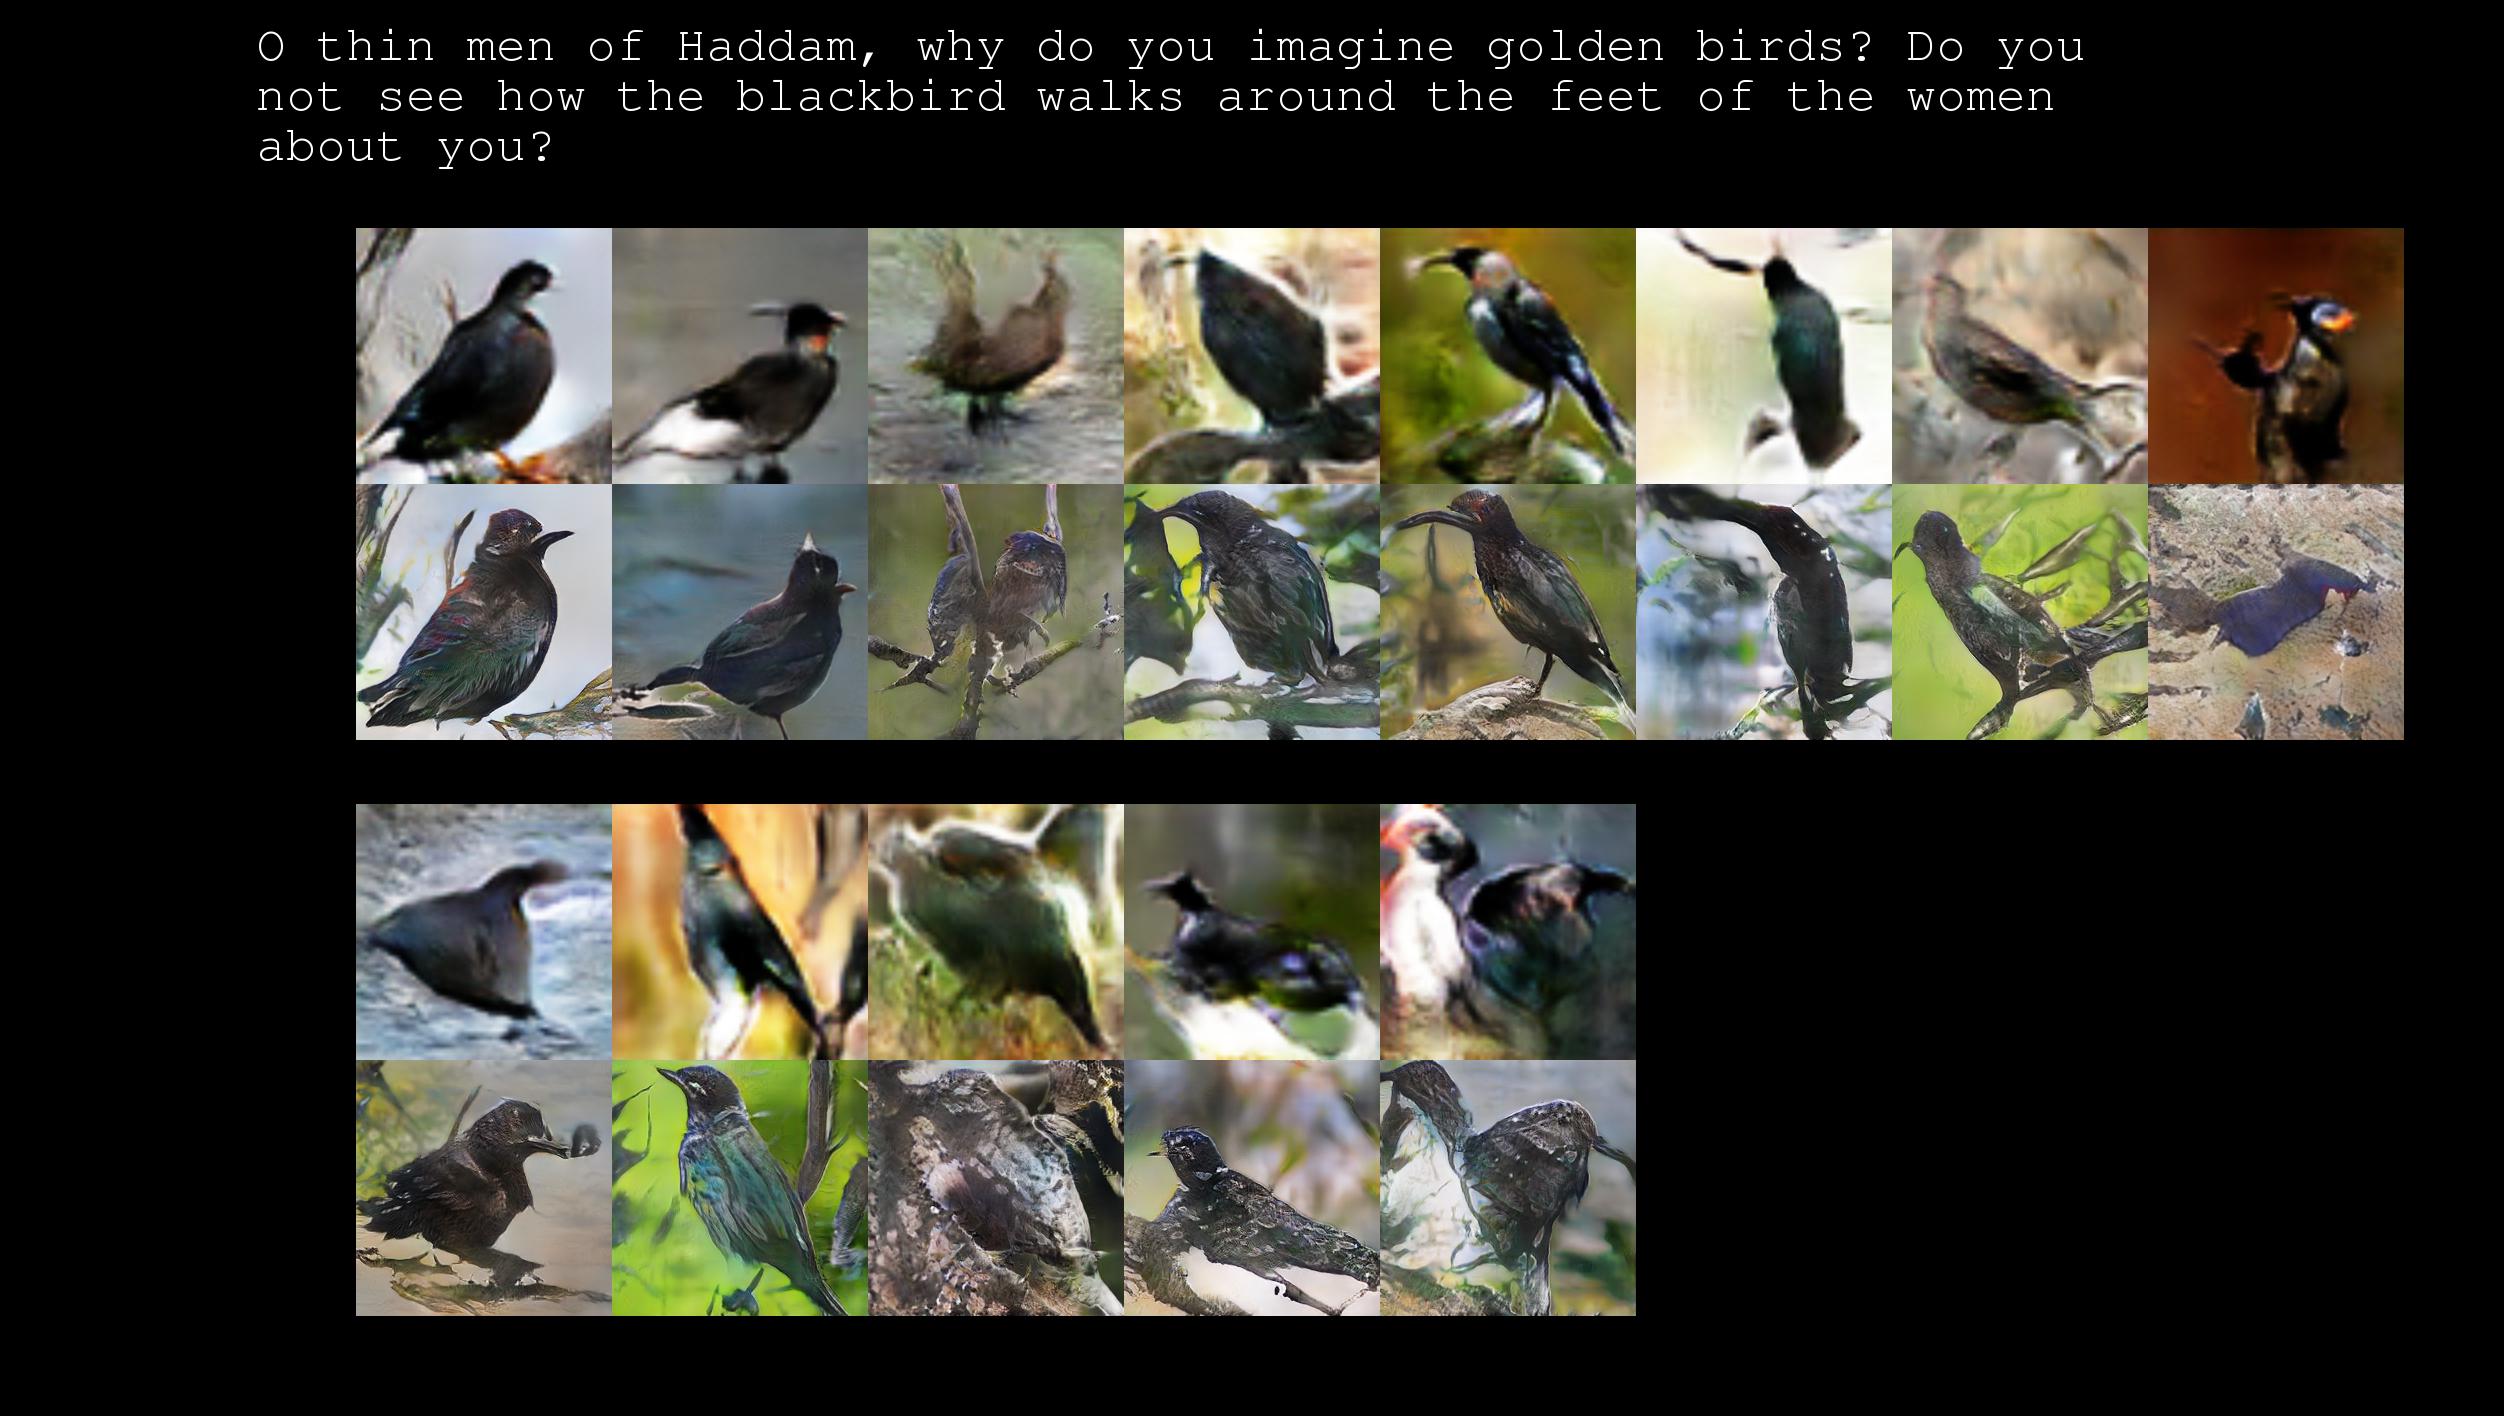 O thin men of Haddam, why do you imagine golden birds? Do you
not see how the blackbird walks around the feet of the women
about you?